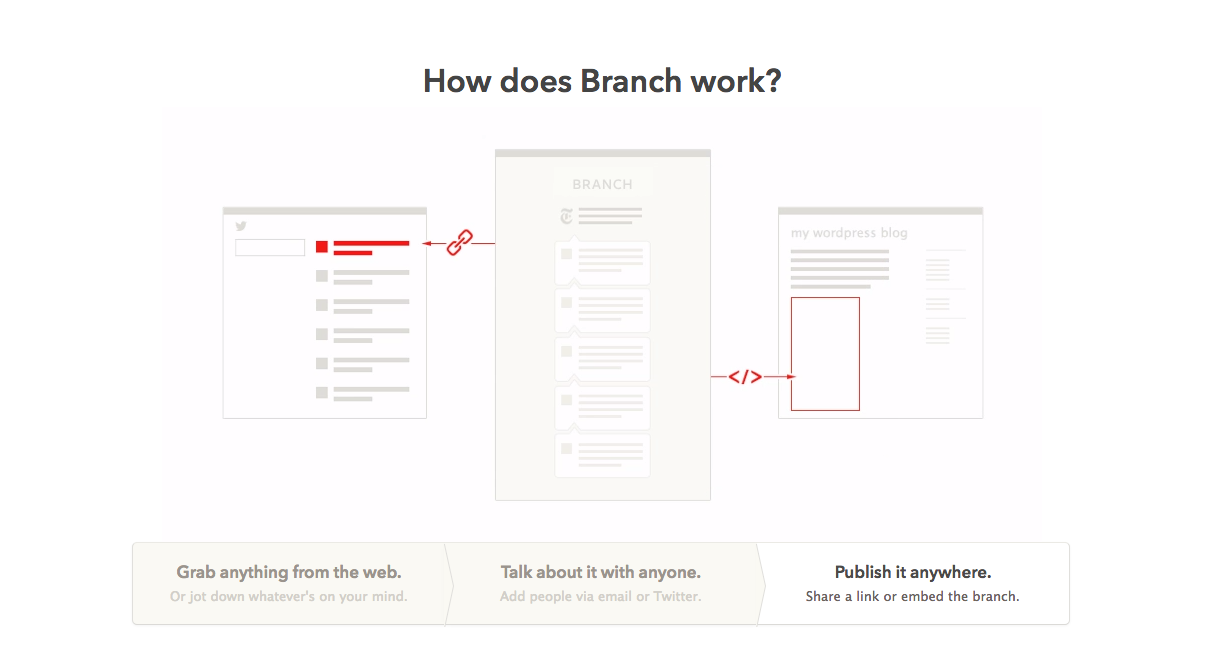 How does Branch work?
BRANCH
my wordpress blog
</>
Grab anything from the web.
Or jot down whatever's on your mind.
Talk about it with anyone.
Add people via email or Twitter.
Publish it anywhere.
Share a link or embed the branch.